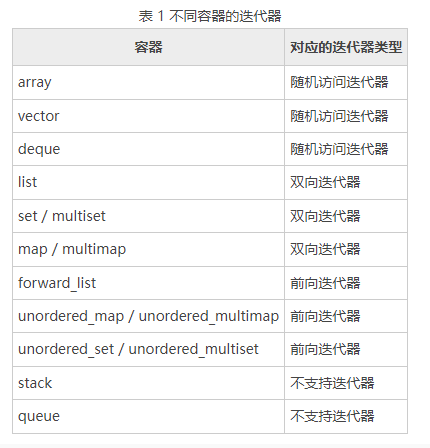 表 1 不同容器的迭代器
容器 对应的迭代器类型
array 随机访问迭代器
vector 随机访问迭代器
deque 随机访问迭代器
list 双向迭代器
set / multiset 双向迭代器
map / multimap 双向迭代器
forward_list 前向迭代器
unordered_map / unordered_multimap 前向迭代器
unordered_set / unordered_multiset 前向迭代器
stack 不支持迭代器
queue 不支持迭代器